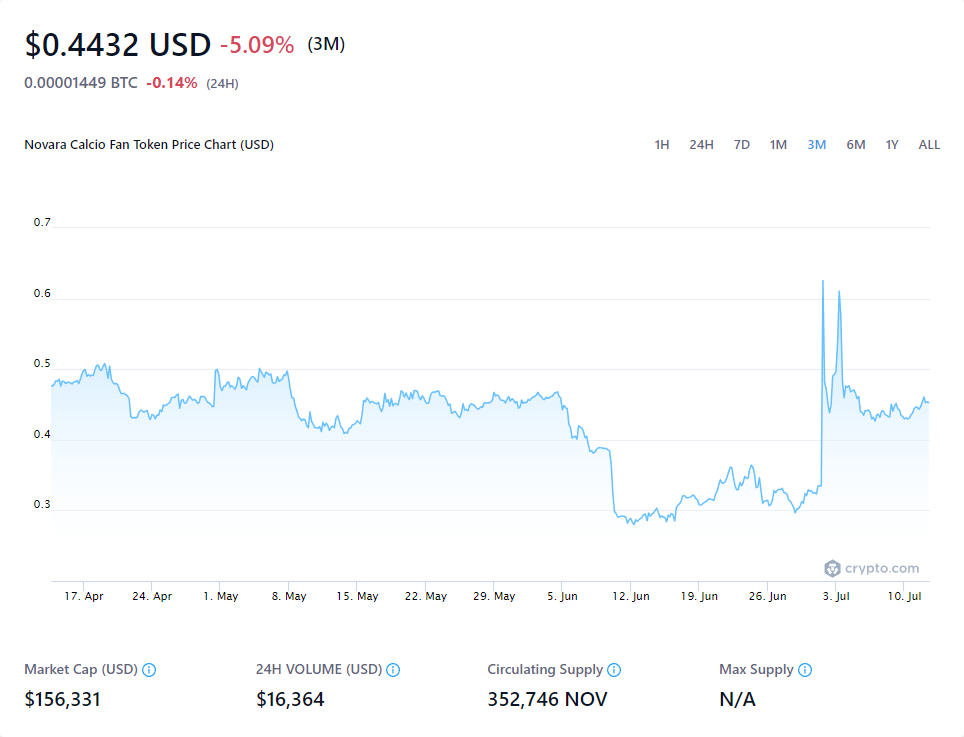 $0.4432 USD -5.09% (3M)
0.00001449 BTC -0.14% (24H)
Novara Calcio Fan Token Price Chart (USD) 1H 24H 7D 1M 3M 6M 1Y ALL
0.7
0.6
0.5
0.4
0.3
crypto.com
17. Apr 24. Apr 1. May 8. May 15. May 22. May 29. May 5. Jun 12. Jun 19. Jun 26. Jun 3. Jul 10. Jul
Market Cap (USD) 24H VOLUME (USD) Circulating Supply Max Supply
$156,331 $16,364 352,746 NOV N/A